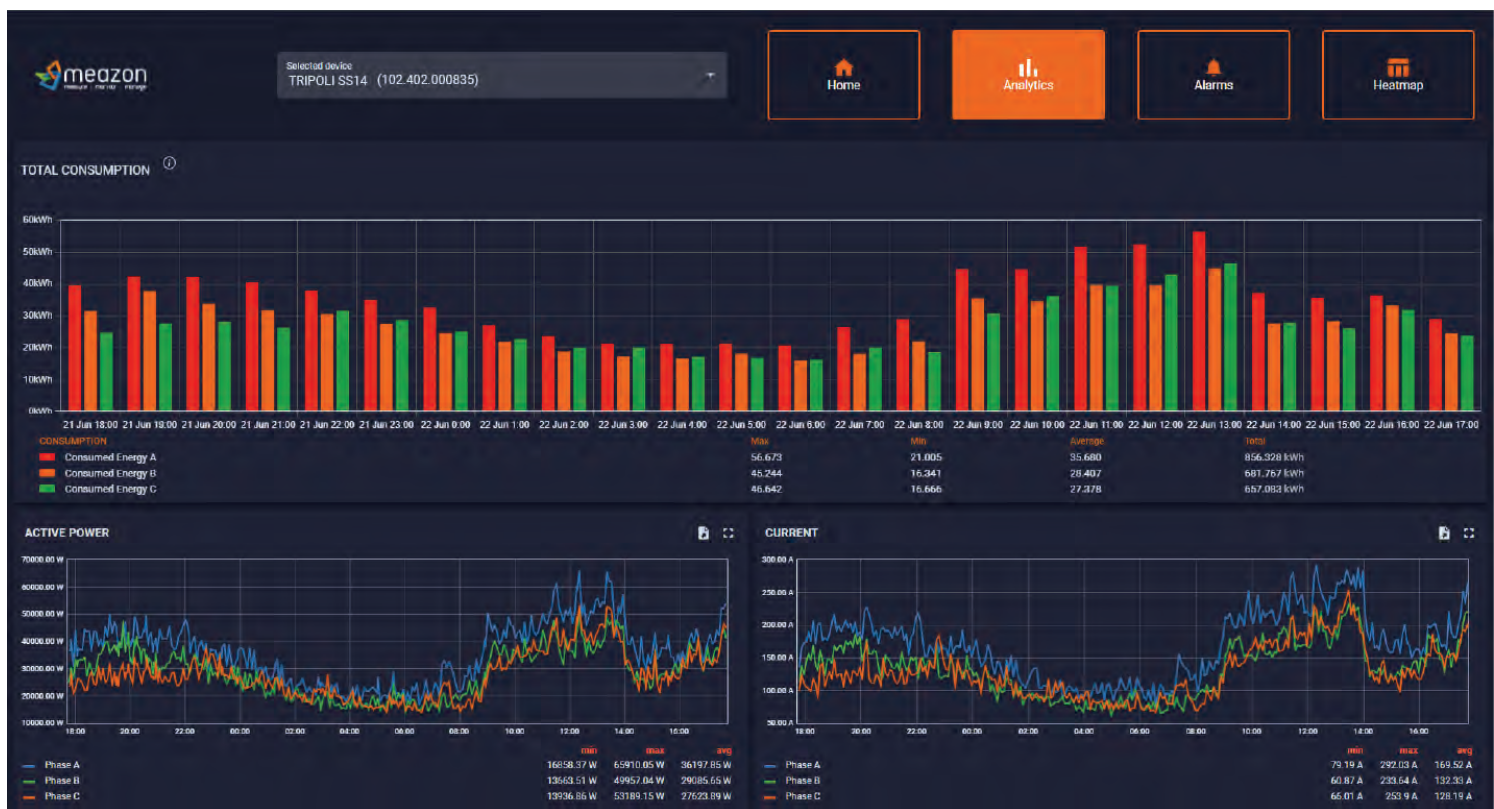 meazon
measure monitor manage
Selected device
TRIPOLI SS14 (102.402.000835)
Home
Analytics
Alarms
Heatmap
TOTAL CONSUMPTION
60kWh
50kWh
40kWh
30kWh
20kWh
10kWh
0kWh
21 Jun 18:00 21 Jun 19:00 21 Jun 20:00 21 Jun 21:00 21 Jun 22:00 21 Jun 23:00 22 Jun 0:00 22 Jun 1:00 22 Jun 2:00 22 Jun 3:00 22 Jun 4:00 22 Jun 5:00 22 Jun 6:00 22 Jun 7:00 22 Jun 8:00 22 Jun 9:00 22 Jun 10:00 22 Jun 11:00 22 Jun 12:00 22 Jun 13:00 22 Jun 14:00 22 Jun 15:00 22 Jun 16:00 22 Jun 17:00
CONSUMPTION Max Min Average Total
Consumed Energy A 56.673 21.005 35.680 856.328 kWh
Consumed Energy B 45.244 16.341 28.407 681.767 kWh
Consumed Energy C 46.642 16.666 27.378 657.083 kWh
ACTIVE POWER
70000.00 W
60000.00 W
50000.00 W
40000.00 W
30000.00 W
20000.00 W
10000.00 W
18:00 20:00 22:00 00:00 02:00 04:00 06:00 08:00 10:00 12:00 14:00 16:00
min max avg
Phase A 16858.37 W 65910.05 W 36197.85 W
Phase B 13663.51 W 49957.04 W 29085.65 W
Phase C 13936.86 W 53189.15 W 27623.89 W
CURRENT
300.00 A
250.00 A
200.00 A
150.00 A
100.00 A
50.00 A
18:00 20:00 22:00 00:00 02:00 04:00 06:00 08:00 10:00 12:00 14:00 16:00
min max avg
Phase A 79.19 A 292.03 A 169.52 A
Phase B 60.87 A 233.64 A 132.33 A
Phase C 65.01 A 253.9 A 128.19 A